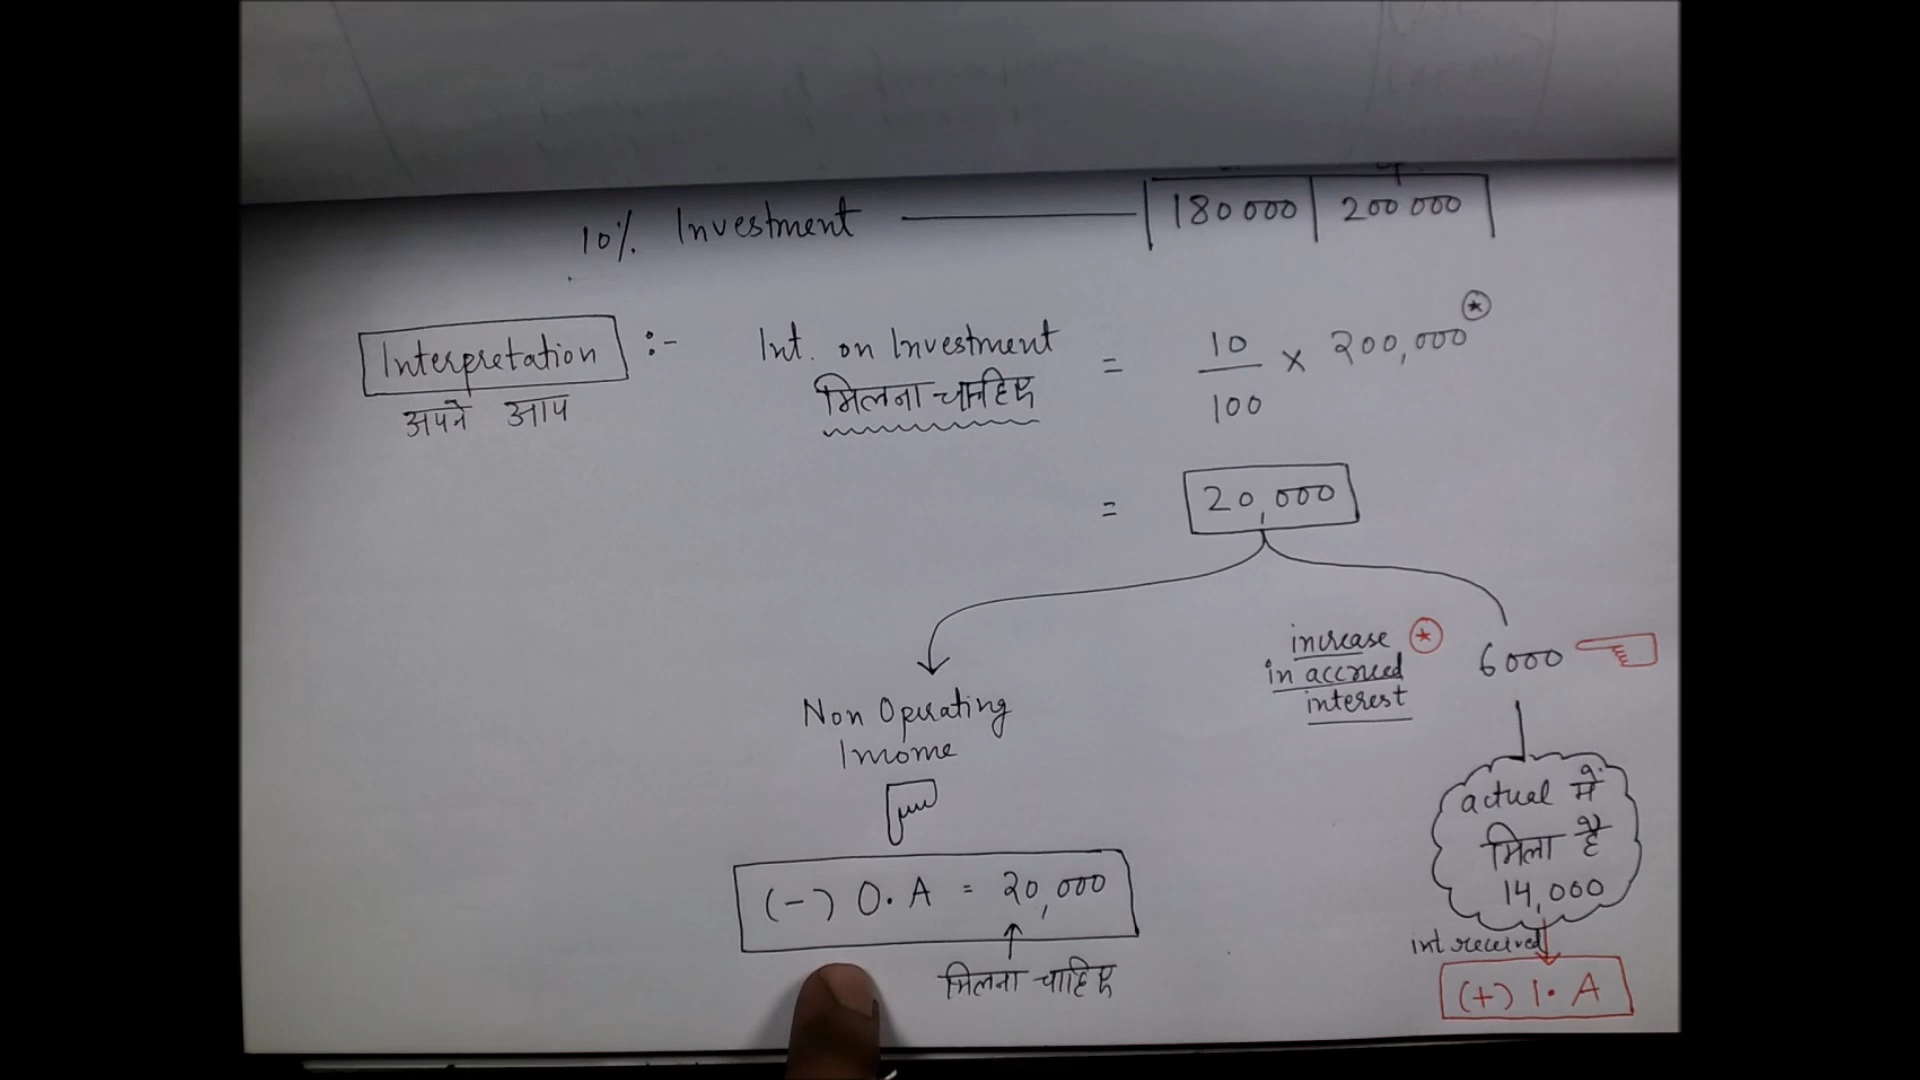 10% Investment 180000 200000
Interpretation :- Int. on Investment = 10/100 x 200,000
अपने आप मिलना चाहिए
= 20,000
increase 6000
in accrued
interest
Non Operating
Income
actual में
मिला है
14,000
(-) O.A = 20,000
मिलना चाहिए
int received
(+) I.A